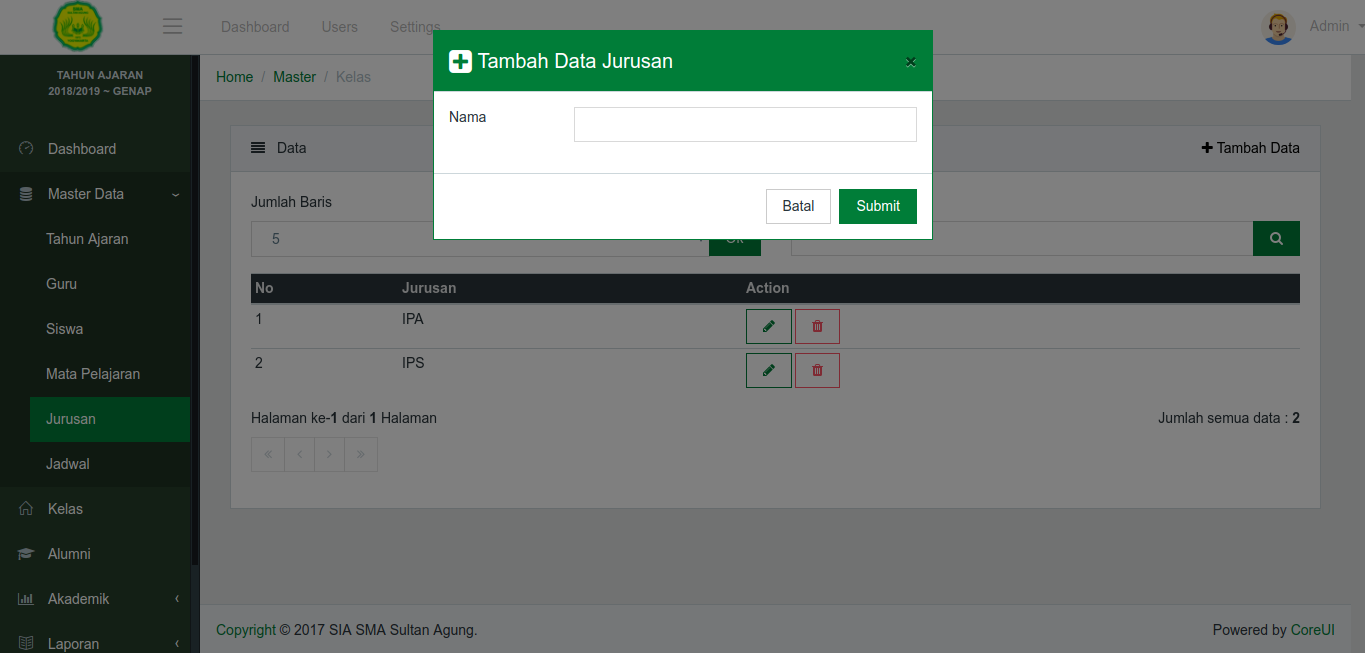 Dashboard Users Settings Admin
TAHUN AJARAN
2018/2019 ~ GENAP
Home / Master / Kelas
Tambah Data Jurusan ×
Nama
Batal Submit
Dashboard
Master Data
Tahun Ajaran
Guru
Siswa
Mata Pelajaran
Jurusan
Jadwal
Kelas
Alumni
Akademik
Laporan
Data Tambah Data
Jumlah Baris
5 Ok
No Jurusan Action
1 IPA
2 IPS
Halaman ke-1 dari 1 Halaman Jumlah semua data : 2
« ‹ › »
Copyright © 2017 SIA SMA Sultan Agung. Powered by CoreUI